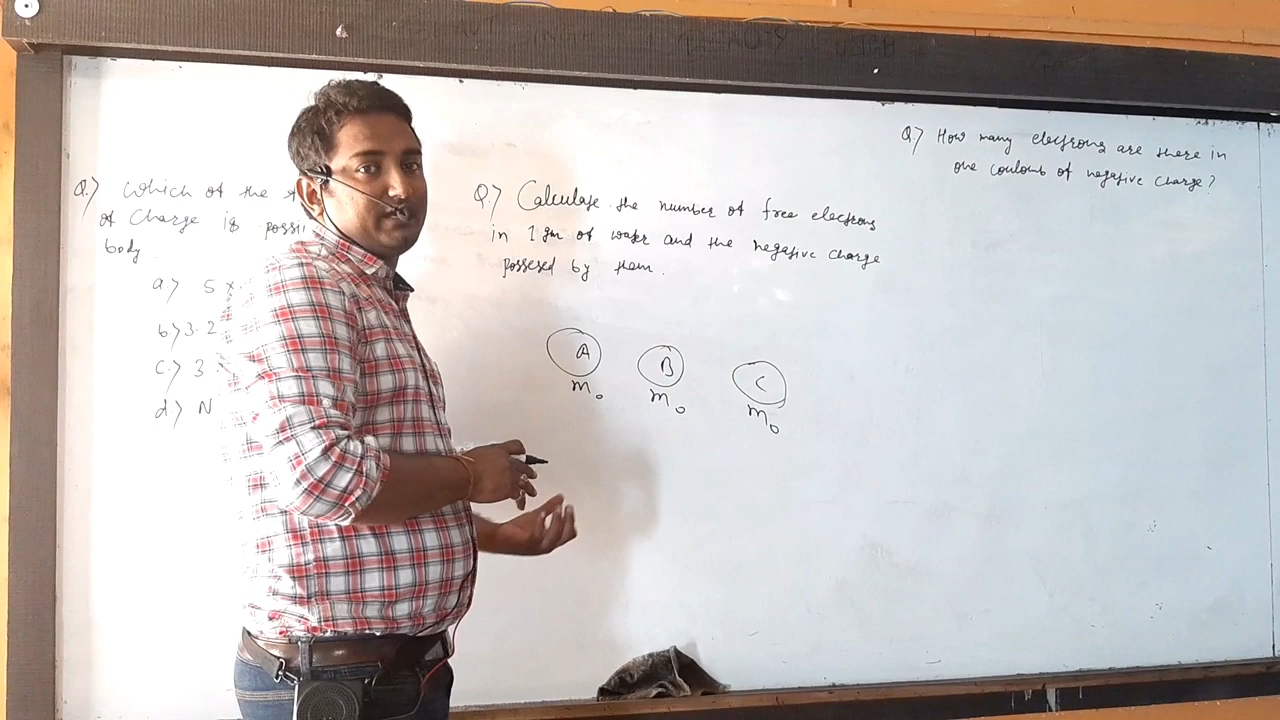 Q.) Which of the
of Charge is possi
body
a) 5 x
b) 3.2
c) 3
d) N
Q.) Calculate the number of free electrons
in 1 gm of water and the negative charge
possesed by them.
A
B
C
m₀
m₀
m₀
Q.) How many electrons are there in
one coulomb of negative charge?